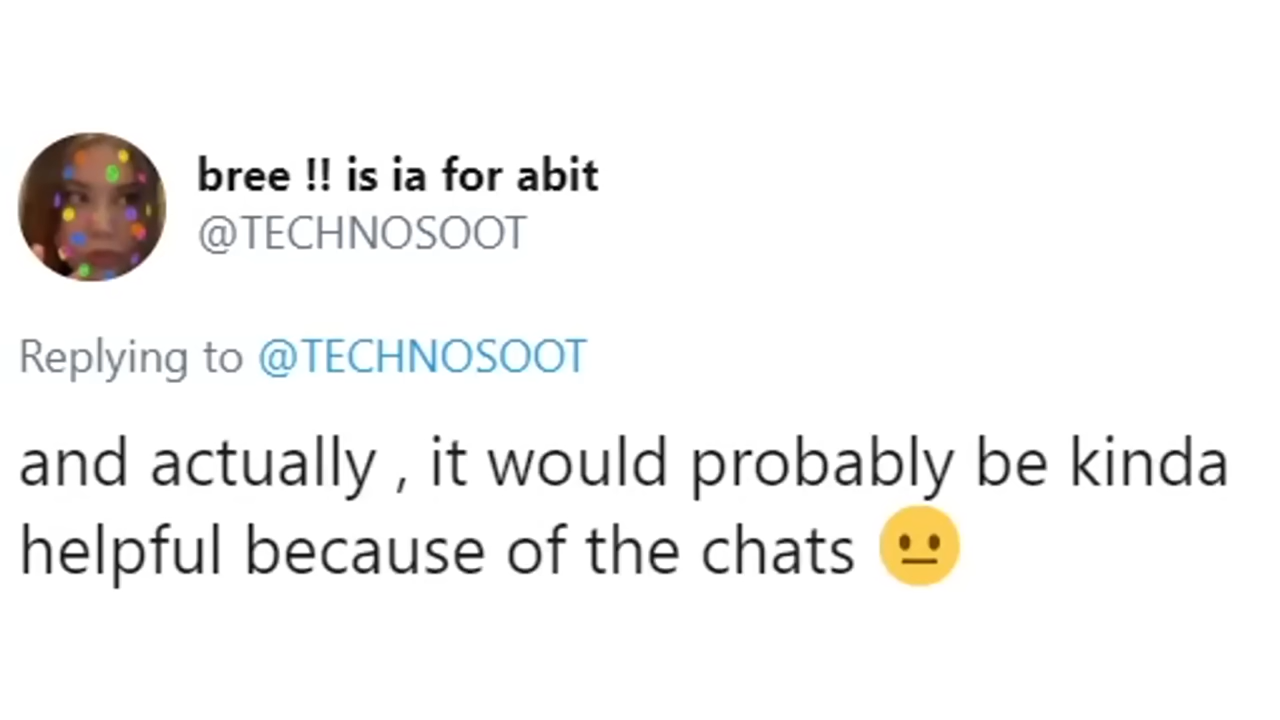 bree !! is ia for abit
@TECHNOSOOT
Replying to @TECHNOSOOT
and actually , it would probably be kinda
helpful because of the chats 😐